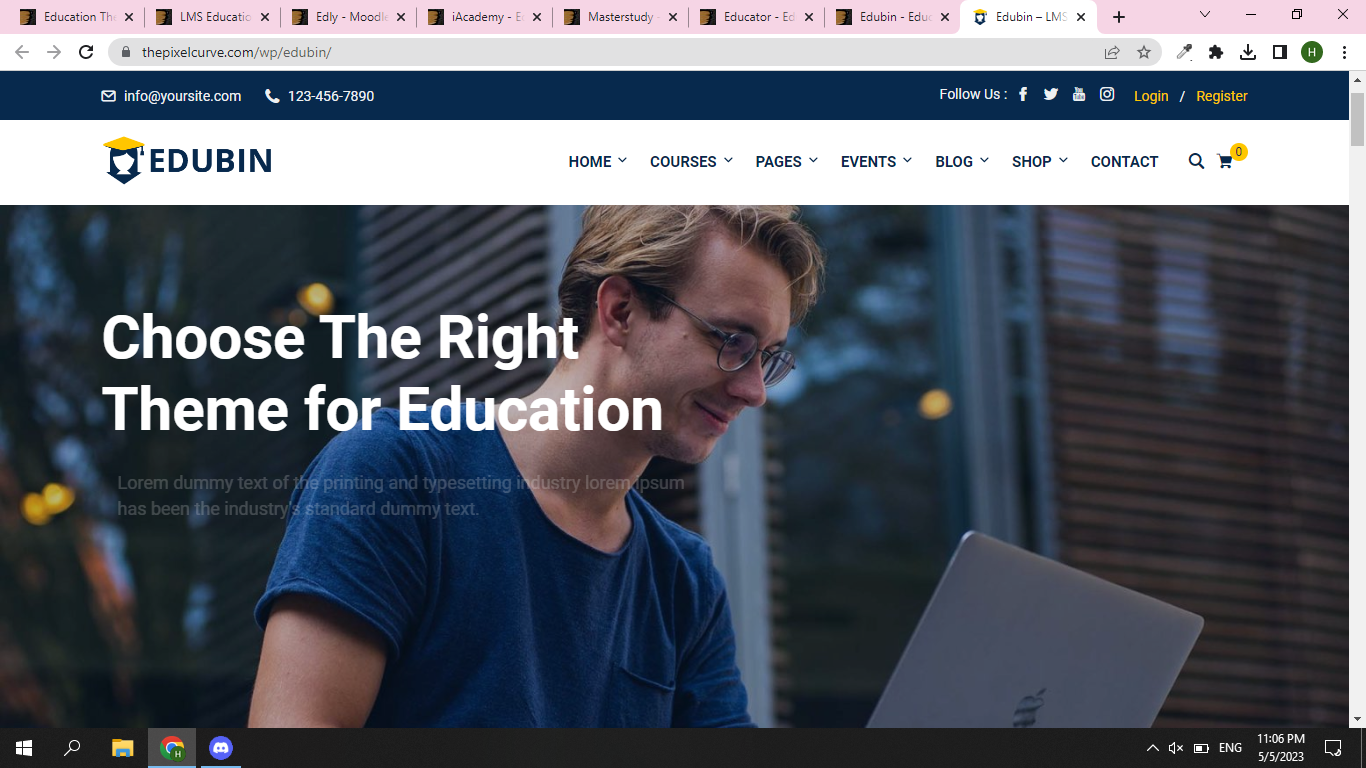 Education The
LMS Educatio
Edly - Moodle
iAcademy - E
Masterstudy -
Educator - Ed
Edubin - Educ
Edubin – LMS
thepixelcurve.com/wp/edubin/
H
info@yoursite.com 123-456-7890
Follow Us : Login / Register
EDUBIN
HOME COURSES PAGES EVENTS BLOG SHOP CONTACT
0
Choose The Right
Theme for Education
Lorem dummy text of the printing and typesetting industry lorem ipsum
has been the industry's standard dummy text.
H
ENG
11:06 PM
5/5/2023